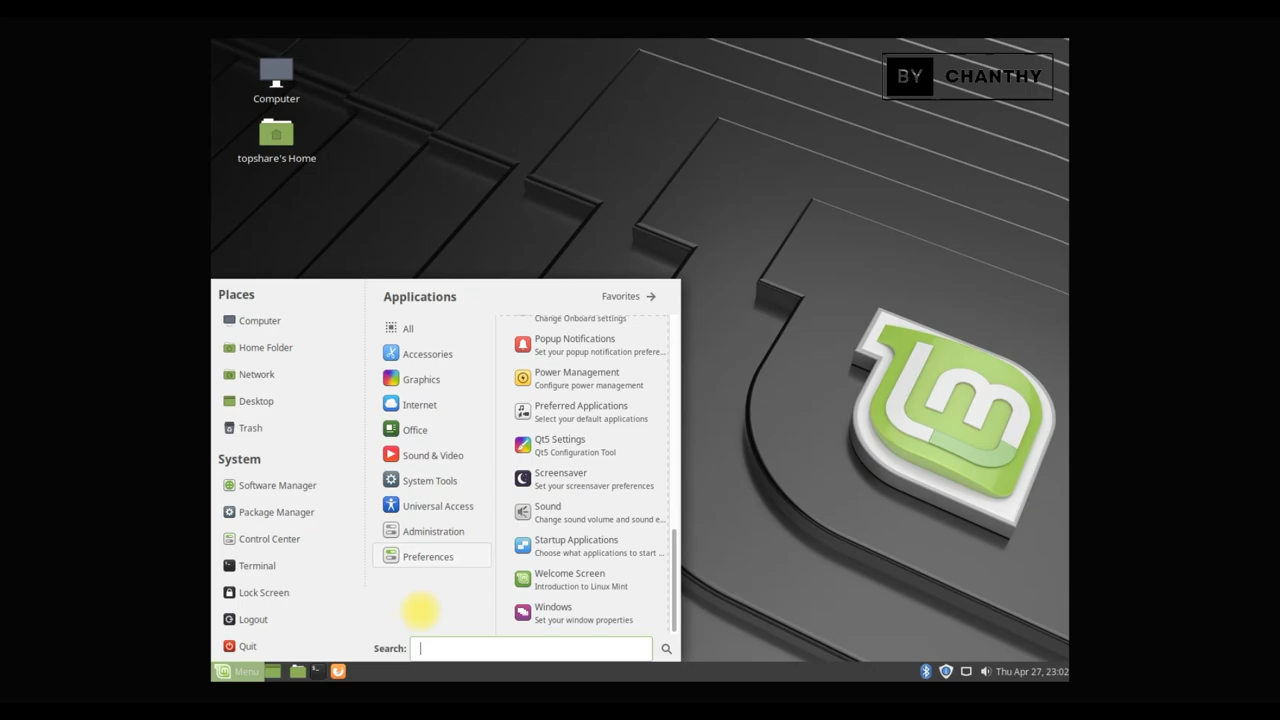 BY CHANTHY
Computer
topshare's Home
Places
Computer
Home Folder
Network
Desktop
Trash
System
Software Manager
Package Manager
Control Center
Terminal
Lock Screen
Logout
Quit
Applications
Favorites
All
Accessories
Graphics
Internet
Office
Sound & Video
System Tools
Universal Access
Administration
Preferences
Change Onboard settings
Popup Notifications
Set your popup notification prefere...
Power Management
Configure power management
Preferred Applications
Select your default applications
Qt5 Settings
Qt5 Configuration Tool
Screensaver
Set your screensaver preferences
Sound
Change sound volume and sound e...
Startup Applications
Choose what applications to start ...
Welcome Screen
Introduction to Linux Mint
Windows
Set your window properties
Search:
Menu
Thu Apr 27, 23:02